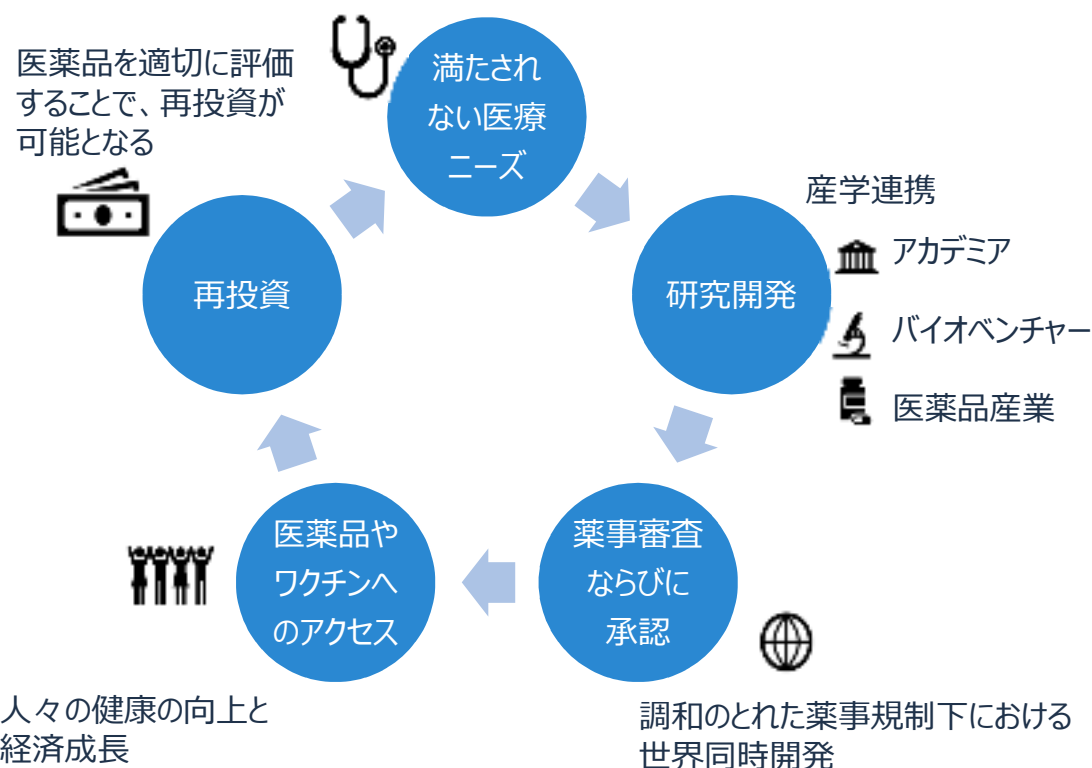 医薬品を適切に評価
することで、再投資が
可能となる
満たされ
ない医療
ニーズ
産学連携
アカデミア
バイオベンチャー
医薬品産業
研究開発
再投資
薬事審査
ならびに
承認
調和のとれた薬事規制下における
世界同時開発
医薬品や
ワクチンへ
のアクセス
人々の健康の向上と
経済成長